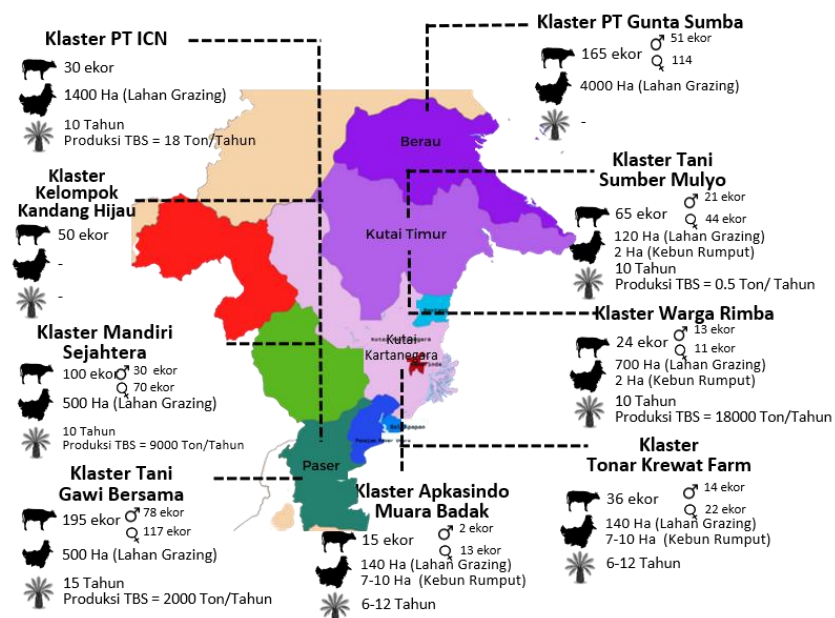 Klaster PT ICN
30 ekor
1400 Ha (Lahan Grazing)
10 Tahun
Produksi TBS = 18 Ton/Tahun
Klaster
Kelompok
Kandang Hijau
50 ekor
-
-
Klaster Mandiri
Sejahtera
100 ekor
30 ekor
70 ekor
500 Ha (Lahan Grazing)
10 Tahun
Produksi TBS = 9000 Ton/Tahun
Klaster Tani
Gawi Bersama
195 ekor
78 ekor
117 ekor
500 Ha (Lahan Grazing)
15 Tahun
Produksi TBS = 2000 Ton/Tahun
Berau
Kutai Timur
Kutai
Kartanegara
Paser
Klaster Apkasindo
Muara Badak
15 ekor
2 ekor
13 ekor
140 Ha (Lahan Grazing)
7-10 Ha (Kebun Rumput)
6-12 Tahun
Klaster PT Gunta Sumba
165 ekor
51 ekor
114
4000 Ha (Lahan Grazing)
-
Klaster Tani
Sumber Mulyo
65 ekor
21 ekor
44 ekor
120 Ha (Lahan Grazing)
2 Ha (Kebun Rumput)
10 Tahun
Produksi TBS = 0.5 Ton/ Tahun
Klaster Warga Rimba
24 ekor
13 ekor
11 ekor
700 Ha (Lahan Grazing)
2 Ha (Kebun Rumput)
10 Tahun
Produksi TBS = 18000 Ton/Tahun
Klaster
Tonar Krewat Farm
36 ekor
14 ekor
22 ekor
140 Ha (Lahan Grazing)
7-10 Ha (Kebun Rumput)
6-12 Tahun